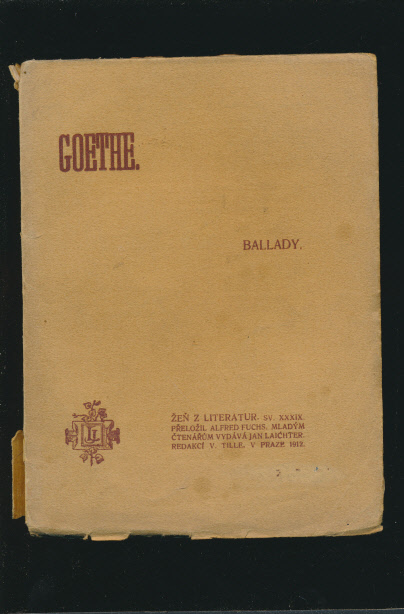 GOETHE.
BALLADY.
ŽEŇ Z LITERATUR. SV. XXXIX.
PŘELOŽIL ALFRED FUCHS. MLADÝM
ČTENÁŘŮM VYDÁVÁ JAN LAICHTER.
REDAKCÍ V. TILLE. V PRAZE 1913.